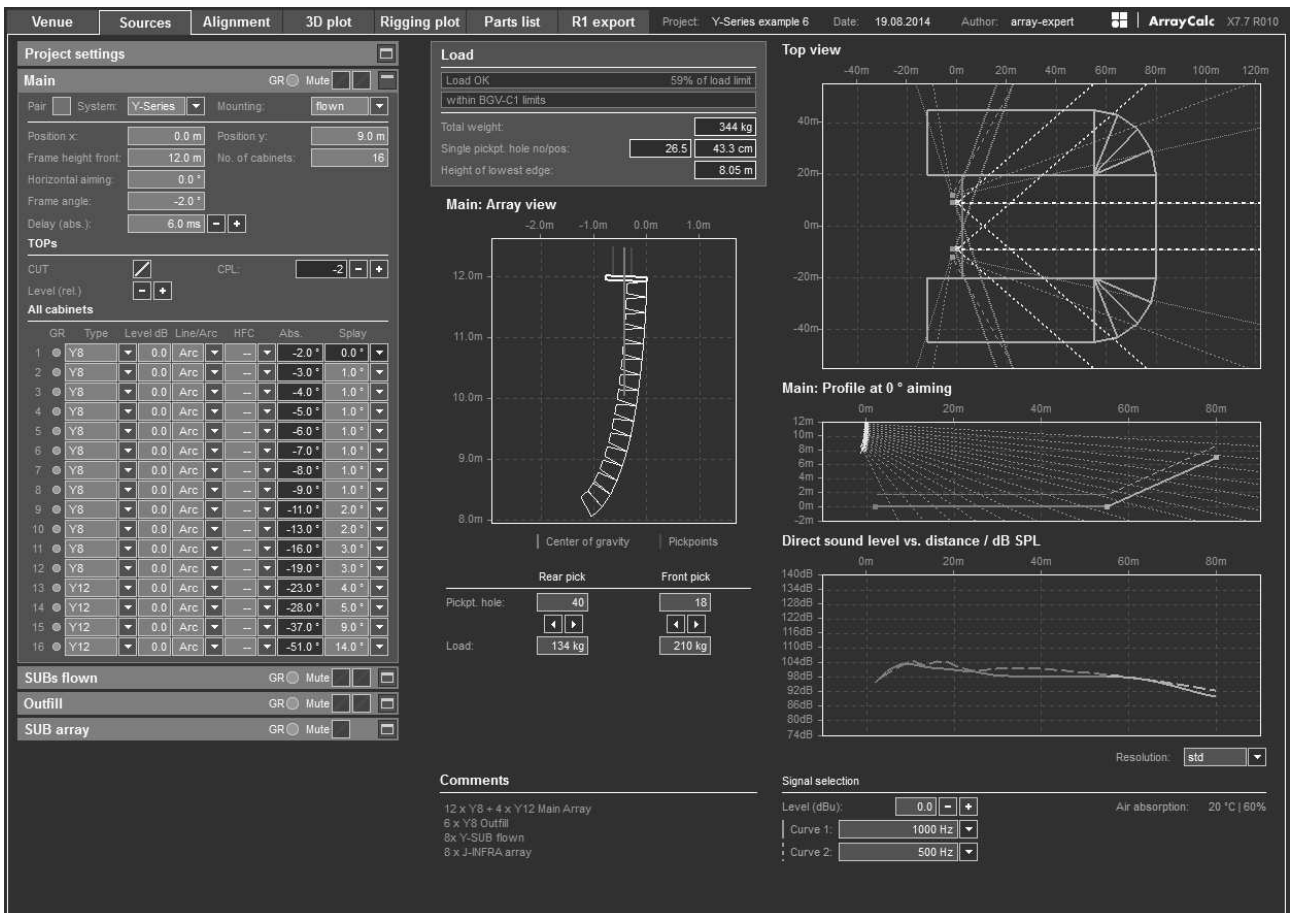 Venue Sources Alignment 3D plot Rigging plot Parts list R1 export Project: Y-Series example 6 Date: 19.08.2014 Author: array-expert ArrayCalc X7.7 R010
Project settings
Main GR Mute
Pair System: Y-Series Mounting: flown
Position x: 0.0 m Position y: 9.0 m
Frame height front: 12.0 m No. of cabinets: 16
Horizontal aiming: 0.0 °
Frame angle: -2.0 °
Delay (abs.): 6.0 ms - +
TOPs
CUT CPL: -2 - +
Level (rel.) - +
All cabinets
GR Type Level dB Line/Arc HFC Abs. Splay
1 Y8 0.0 Arc -- -2.0 ° 0.0 °
2 Y8 0.0 Arc -- -3.0 ° 1.0 °
3 Y8 0.0 Arc -- -4.0 ° 1.0 °
4 Y8 0.0 Arc -- -5.0 ° 1.0 °
5 Y8 0.0 Arc -- -6.0 ° 1.0 °
6 Y8 0.0 Arc -- -7.0 ° 1.0 °
7 Y8 0.0 Arc -- -8.0 ° 1.0 °
8 Y8 0.0 Arc -- -9.0 ° 1.0 °
9 Y8 0.0 Arc -- -11.0 ° 2.0 °
10 Y8 0.0 Arc -- -13.0 ° 2.0 °
11 Y8 0.0 Arc -- -16.0 ° 3.0 °
12 Y8 0.0 Arc -- -19.0 ° 3.0 °
13 Y12 0.0 Arc -- -23.0 ° 4.0 °
14 Y12 0.0 Arc -- -28.0 ° 5.0 °
15 Y12 0.0 Arc -- -37.0 ° 9.0 °
16 Y12 0.0 Arc -- -51.0 ° 14.0 °
SUBs flown GR Mute
Outfill GR Mute
SUB array GR Mute
Load
Load OK 59% of load limit
within BGV-C1 limits
Total weight: 344 kg
Single pickpt. hole no/pos: 26.5 43.3 cm
Height of lowest edge: 8.05 m
Main: Array view
-2.0m -1.0m 0.0m 1.0m
12.0m
11.0m
10.0m
9.0m
8.0m
Center of gravity Pickpoints
Rear pick Front pick
Pickpt. hole: 40 18
Load: 134 kg 210 kg
Comments
12 x Y8 + 4 x Y12 Main Array
6 x Y8 Outfill
8x Y-SUB flown
8 x J-INFRA array
Top view
-40m -20m 0m 20m 40m 60m 80m 100m 120m
40m
20m
0m
-20m
-40m
Main: Profile at 0 ° aiming
0m 20m 40m 60m 80m
12m
10m
8m
6m
4m
2m
0m
-2m
Direct sound level vs. distance / dB SPL
0m 20m 40m 60m 80m
140dB
134dB
128dB
122dB
116dB
110dB
104dB
98dB
92dB
86dB
80dB
74dB
Resolution: std
Signal selection
Level (dBu): 0.0 - + Air absorption: 20 °C | 60%
Curve 1: 1000 Hz
Curve 2: 500 Hz